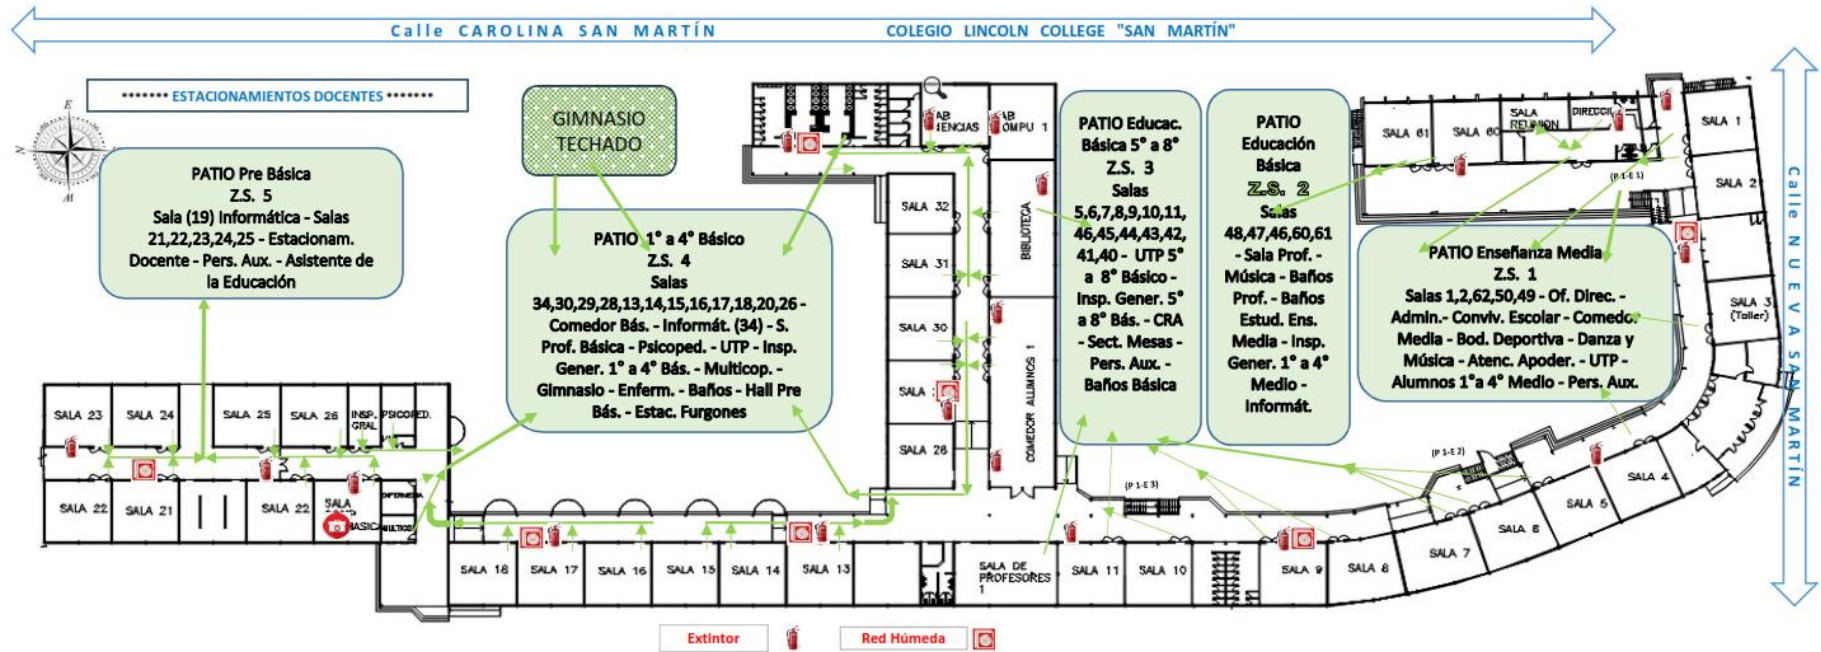 Calle CAROLINA SAN MARTÍN
COLEGIO LINCOLN COLLEGE "SAN MARTÍN"
******* ESTACIONAMIENTOS DOCENTES *******
E
N
M
GIMNASIO
TECHADO
PATIO Pre Básica
Z.S. 5
Sala (19) Informática - Salas
21,22,23,24,25 - Estacionam.
Docente - Pers. Aux. - Asistente de
la Educación
PATIO 1° a 4° Básico
Z.S. 4
Salas
34,30,29,28,13,14,15,16,17,18,20,26 -
Comedor Bás. - Informát. (34) - S.
Prof. Básica - Psicoped. - UTP - Insp.
Gener. 1° a 4° Bás. - Multicop. -
Gimnasio - Enferm. - Baños - Hall Pre
Bás. - Estac. Furgones
PATIO Educac.
Básica 5° a 8°
Z.S. 3
Salas
5,6,7,8,9,10,11,
46,45,44,43,42,
41,40 - UTP 5°
a 8° Básico -
Insp. Gener. 5°
a 8° Bás. - CRA
- Sect. Mesas -
Pers. Aux. -
Baños Básica
PATIO
Educación
Básica
Z.S. 2
Salas
48,47,46,60,61
- Sala Prof. -
Música - Baños
Prof. - Baños
Estud. Ens.
Media - Insp.
Gener. 1° a 4°
Medio -
Informát.
PATIO Enseñanza Media
Z.S. 1
Salas 1,2,62,50,49 - Of. Direc. -
Admin.- Conviv. Escolar - Comedor
Media - Bod. Deportiva - Danza y
Música - Atenc. Apoder. - UTP -
Alumnos 1°a 4° Medio - Pers. Aux.
SALA 61
SALA 60
SALA
REUNION
SALA 1
SALA 2
SALA 3
(Taller)
SALA 4
SALA 5
SALA 6
SALA 7
SALA 8
SALA 9
SALA 10
SALA 11
SALA DE
PROFESORES
1
SALA 13
SALA 14
SALA 15
SALA 16
SALA 17
SALA 18
SALA 32
SALA 31
SALA 30
SALA
SALA 28
BIBLIOTECA
COMEDOR ALUMNOS 1
SALA 23
SALA 24
SALA 25
SALA 26
INSP.
GRAL
PSICOPED.
SALA 22
SALA 21
SALA 22
SALA
(P 1-E 1)
(P 1-E 2)
(P 1-E 3)
Calle NUEVA SAN MARTÍN
Extintor
Red Húmeda